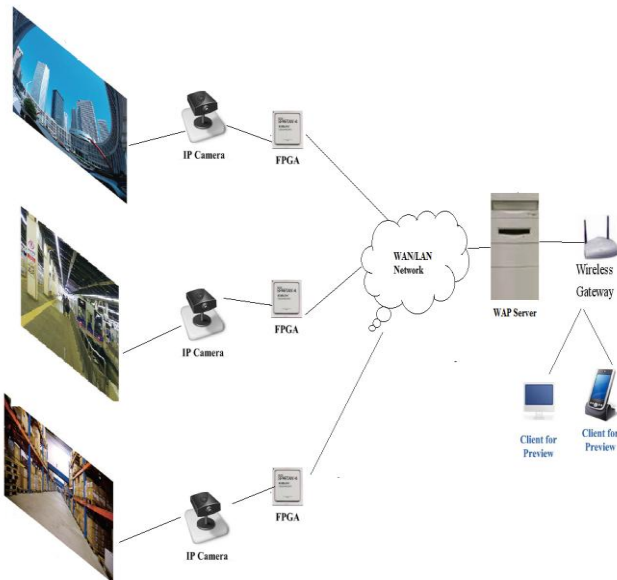 IP Camera
FPGA
WAN/LAN
Network
WAP Server
Wireless
Gateway
IP Camera
FPGA
Client for
Preview
Client for
Preview
IP Camera
FPGA